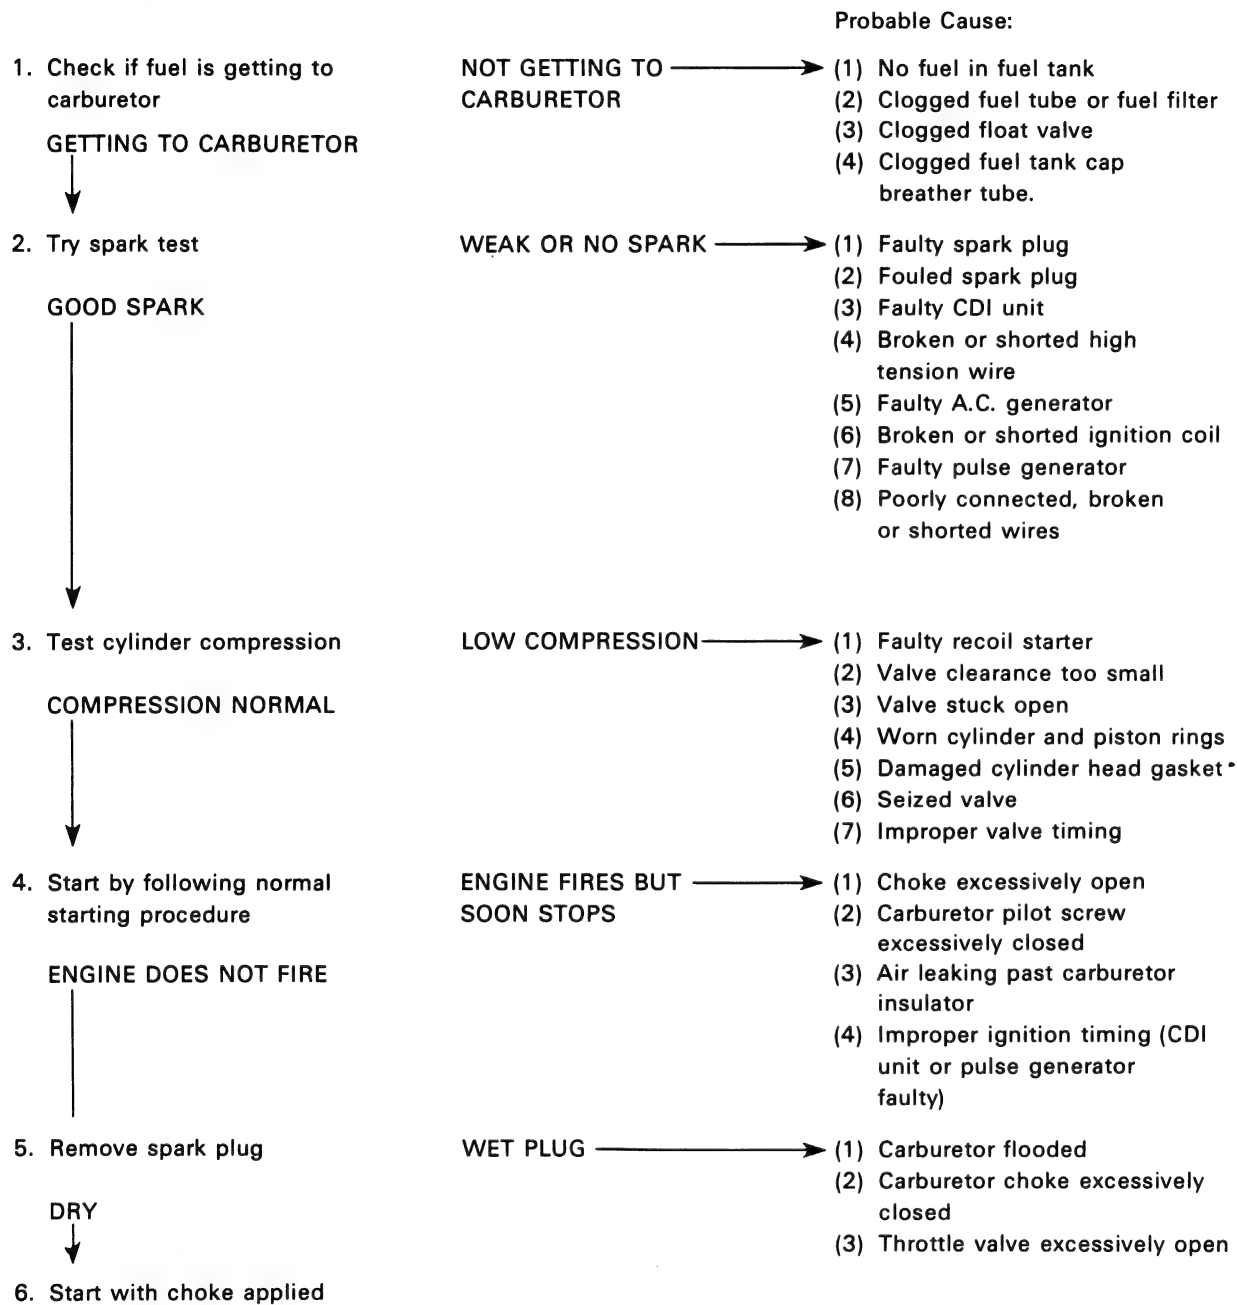 Probable Cause:
1. Check if fuel is getting to
carburetor
GETTING TO CARBURETOR
NOT GETTING TO
CARBURETOR
(1) No fuel in fuel tank
(2) Clogged fuel tube or fuel filter
(3) Clogged float valve
(4) Clogged fuel tank cap
breather tube.
2. Try spark test
GOOD SPARK
WEAK OR NO SPARK
(1) Faulty spark plug
(2) Fouled spark plug
(3) Faulty CDI unit
(4) Broken or shorted high
tension wire
(5) Faulty A.C. generator
(6) Broken or shorted ignition coil
(7) Faulty pulse generator
(8) Poorly connected, broken
or shorted wires
3. Test cylinder compression
COMPRESSION NORMAL
LOW COMPRESSION
(1) Faulty recoil starter
(2) Valve clearance too small
(3) Valve stuck open
(4) Worn cylinder and piston rings
(5) Damaged cylinder head gasket
(6) Seized valve
(7) Improper valve timing
4. Start by following normal
starting procedure
ENGINE DOES NOT FIRE
ENGINE FIRES BUT
SOON STOPS
(1) Choke excessively open
(2) Carburetor pilot screw
excessively closed
(3) Air leaking past carburetor
insulator
(4) Improper ignition timing (CDI
unit or pulse generator
faulty)
5. Remove spark plug
DRY
WET PLUG
(1) Carburetor flooded
(2) Carburetor choke excessively
closed
(3) Throttle valve excessively open
6. Start with choke applied